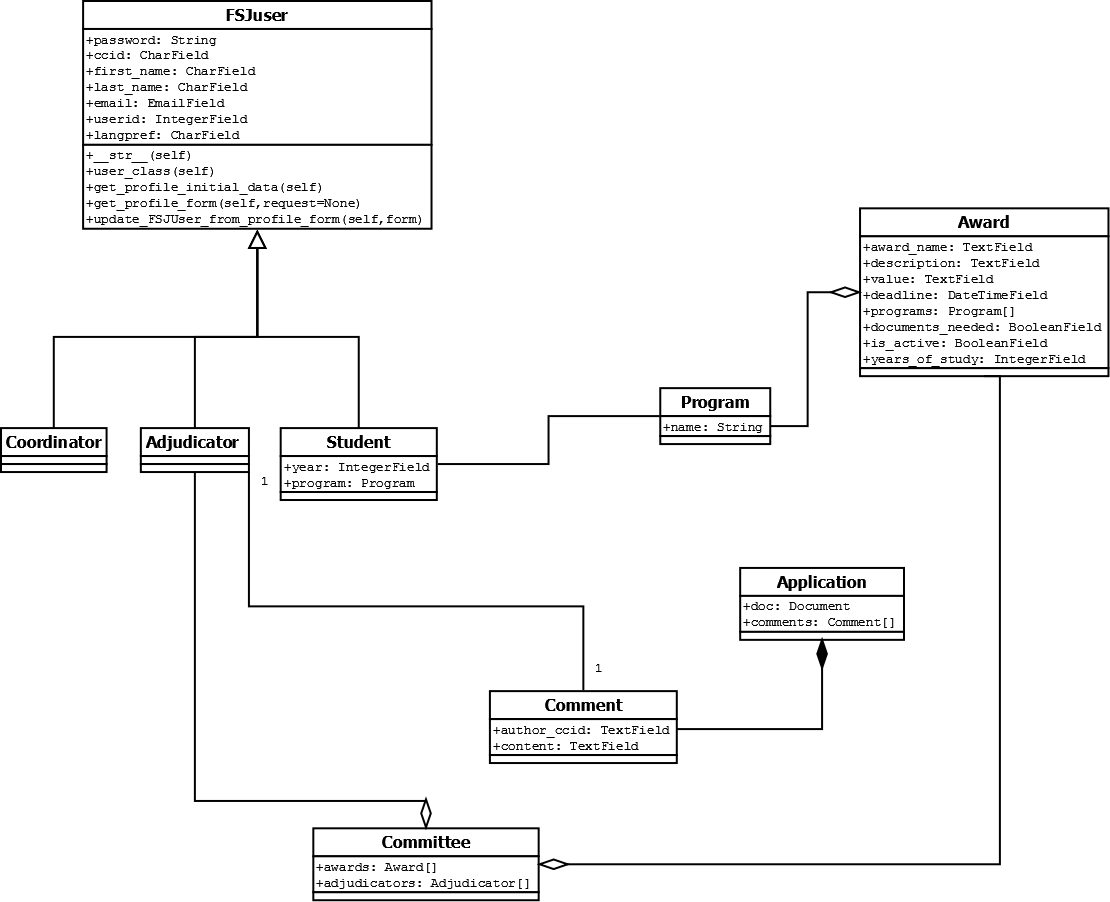 FSJuser
+password: String
+ccid: CharField
+first_name: CharField
+last_name: CharField
+email: EmailField
+userid: IntegerField
+langpref: CharField
+__str__(self)
+user_class(self)
+get_profile_initial_data(self)
+get_profile_form(self,request=None)
+update_FSJUser_from_profile_form(self,form)
Award
+award_name: TextField
+description: TextField
+value: TextField
+deadline: DateTimeField
+programs: Program[]
+documents_needed: BooleanField
+is_active: BooleanField
+years_of_study: IntegerField
Program
+name: String
Coordinator
Adjudicator
Student
+year: IntegerField
+program: Program
1
Application
+doc: Document
+comments: Comment[]
1
Comment
+author_ccid: TextField
+content: TextField
Committee
+awards: Award[]
+adjudicators: Adjudicator[]